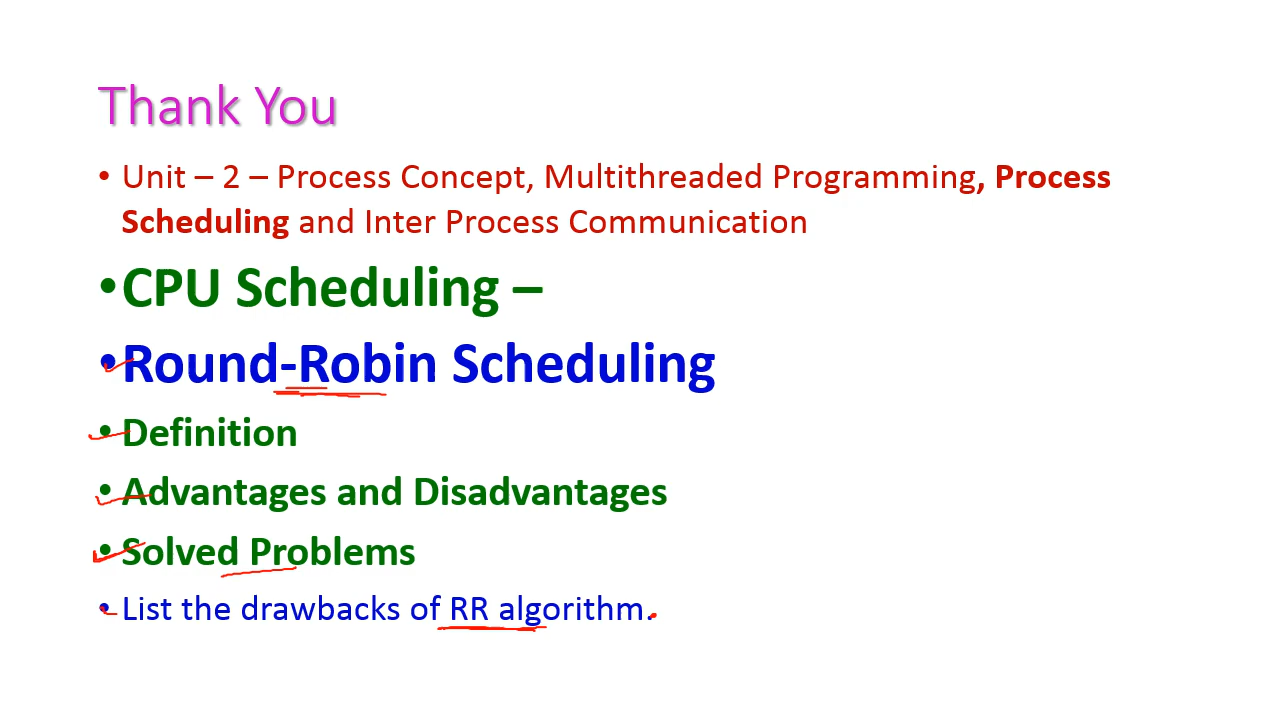 Thank You
• Unit – 2 – Process Concept, Multithreaded Programming, Process
Scheduling and Inter Process Communication
•CPU Scheduling –
•Round-Robin Scheduling
• Definition
• Advantages and Disadvantages
• Solved Problems
• List the drawbacks of RR algorithm.